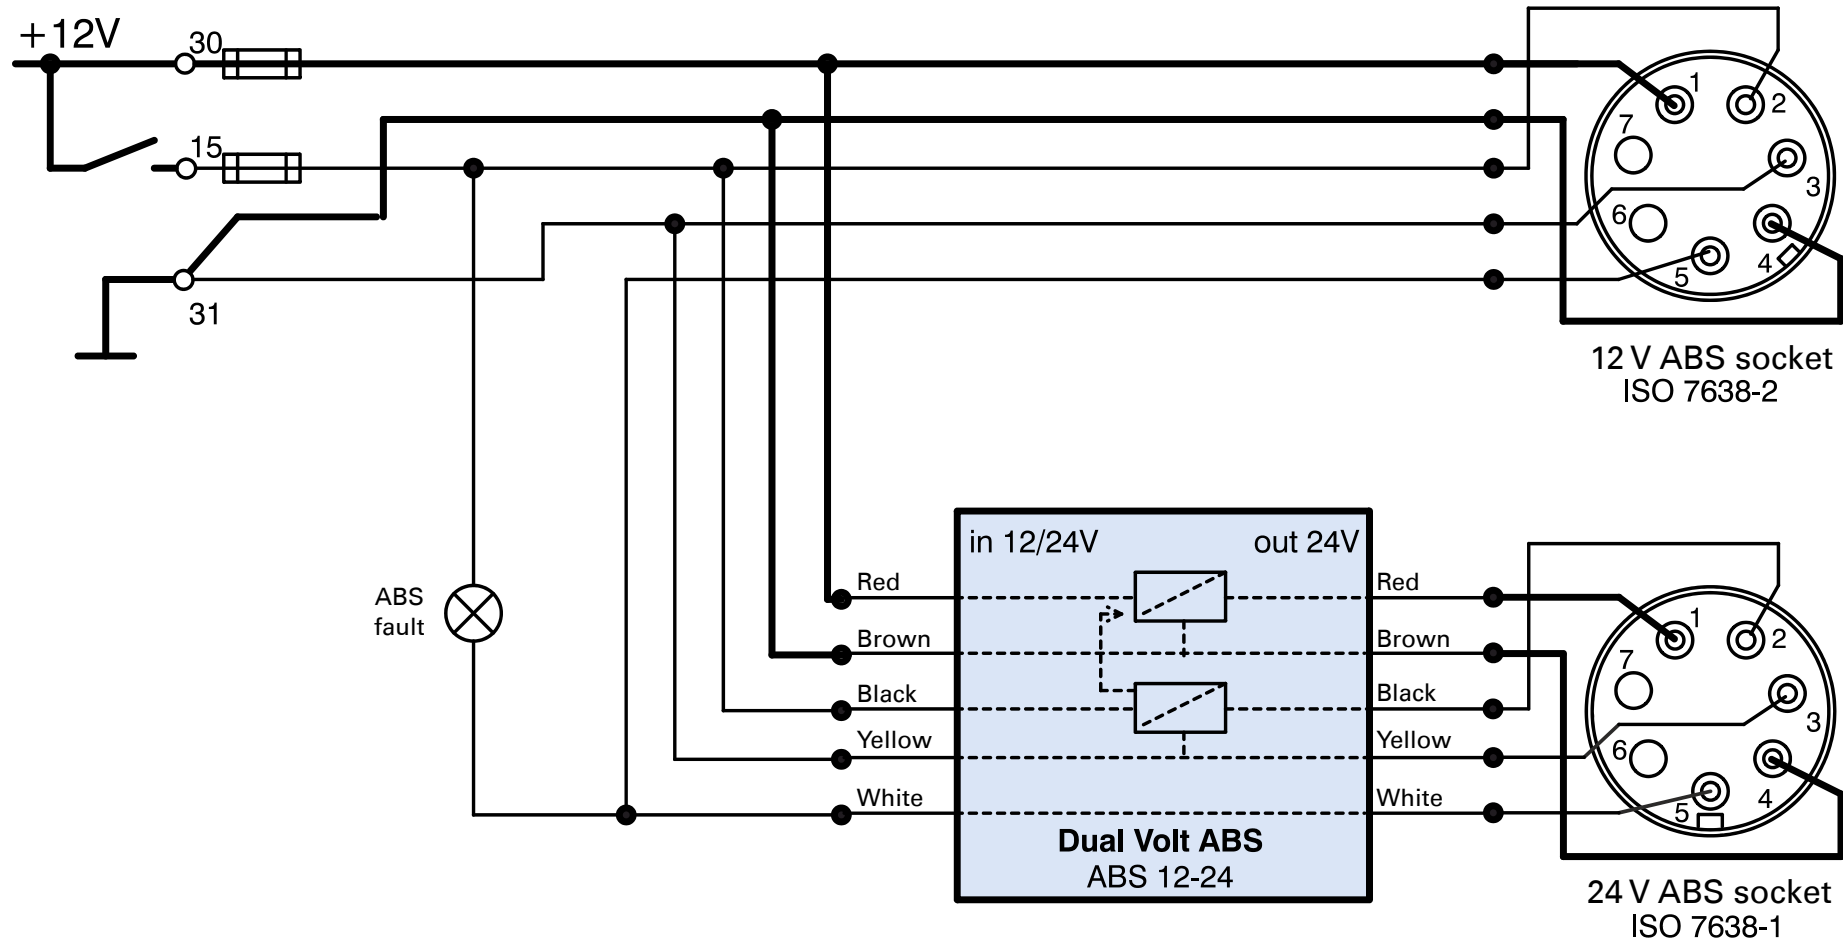 +12V
30
15
31
1
2
3
4
5
6
7
12 V ABS socket
ISO 7638-2
ABS
fault
in 12/24V
out 24V
Red
Brown
Black
Yellow
White
Red
Brown
Black
Yellow
White
Dual Volt ABS
ABS 12-24
1
2
3
4
5
6
7
24 V ABS socket
ISO 7638-1